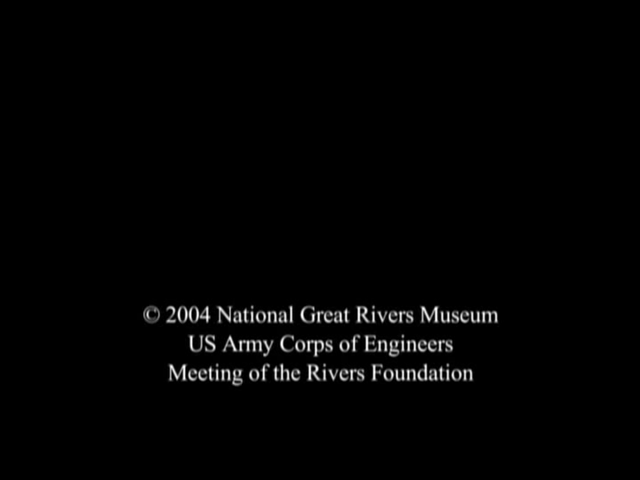 © 2004 National Great Rivers Museum
US Army Corps of Engineers
Meeting of the Rivers Foundation